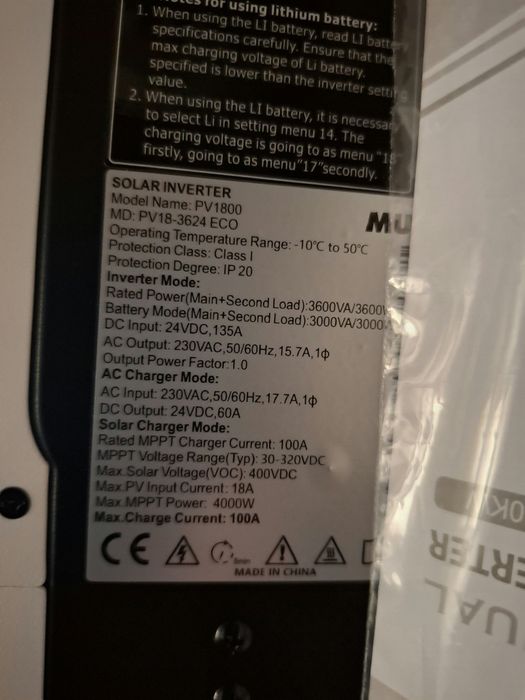 for using lithium battery:
1. When using the LI battery, read LI
specifications carefully. Ensure that the
max charging voltage of Li battery.
specified is lower than the inverter setting
value.
2. When using the LI battery, it is necessary
to select Li in setting menu 14. The
charging voltage is going to as menu "18
firstly, going to as menu"17"secondly.
SOLAR INVERTER
Model Name: PV1800
MD: PV18-3624 ECO
Operating Temperature Range: -10°C to 50°C
Protection Class: Class I
Protection Degree: IP 20
Inverter Mode:
Rated Power(Main+Second Load):3600VA/3600
Battery Mode(Main+Second Load):3000VA/3000
DC Input: 24VDC,135A
AC Output: 230VAC,50/60Hz,15.7A,1ϕ
Output Power Factor:1.0
AC Charger Mode:
AC Input: 230VAC,50/60Hz,17.7A,1ϕ
DC Output: 24VDC,60A
Solar Charger Mode:
Rated MPPT Charger Current: 100A
MPPT Voltage Range(Typ): 30-320VDC
Max.Solar Voltage(VOC): 400VDC
Max.PV Input Current: 18A
Max.MPPT Power: 4000W
Max.Charge Current: 100A
CE
5min
MADE IN CHINA